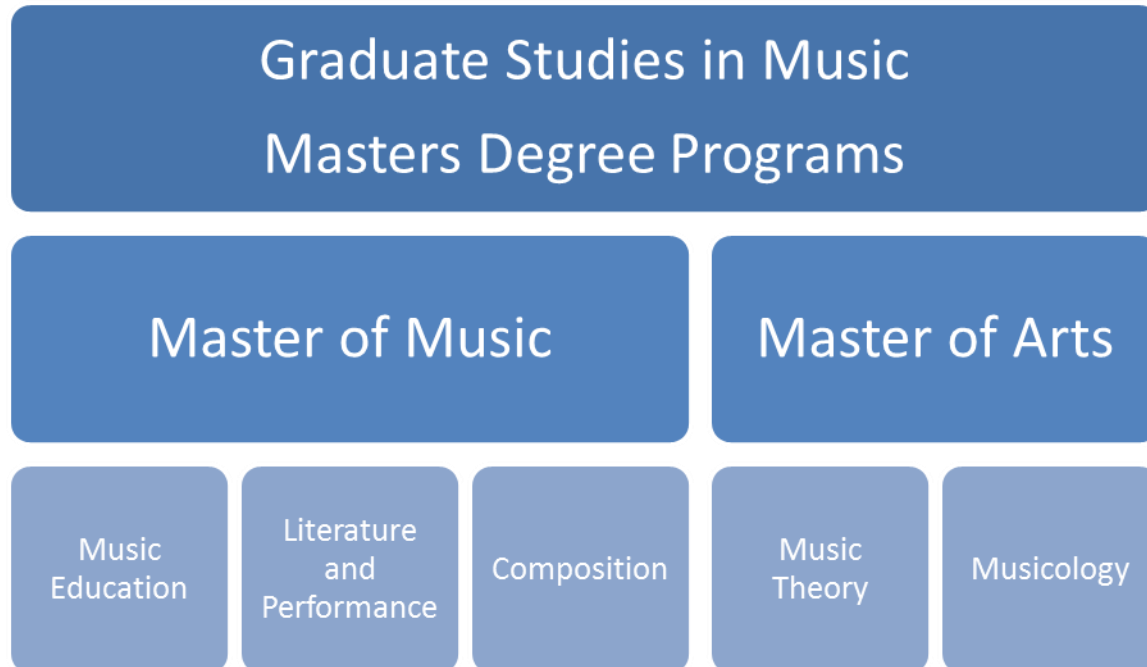 Graduate Studies in Music
Masters Degree Programs
Master of Music
Master of Arts
Music
Education
Literature
and
Performance
Composition
Music
Theory
Musicology